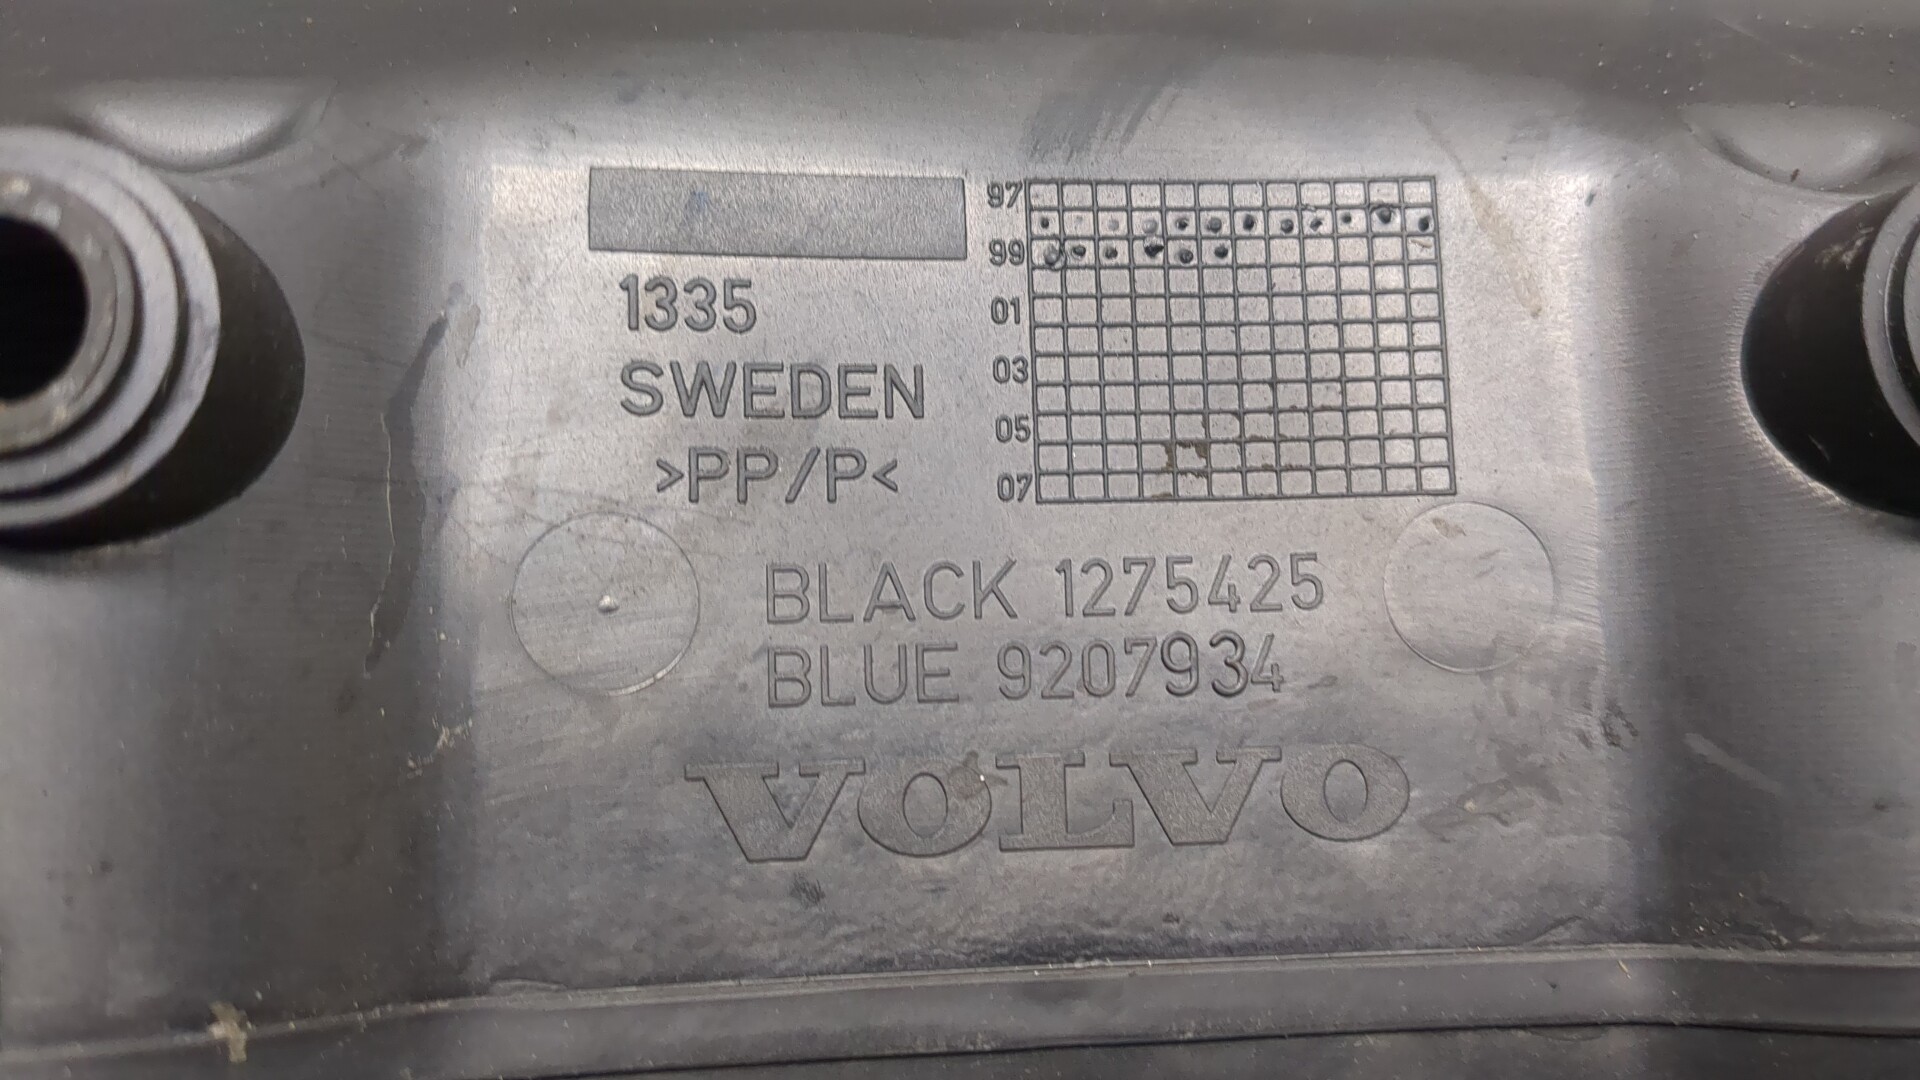 1335
SWEDEN
>PP/P<
97
99
01
03
05
07
BLACK 1275425
BLUE 9207934
VOLVO